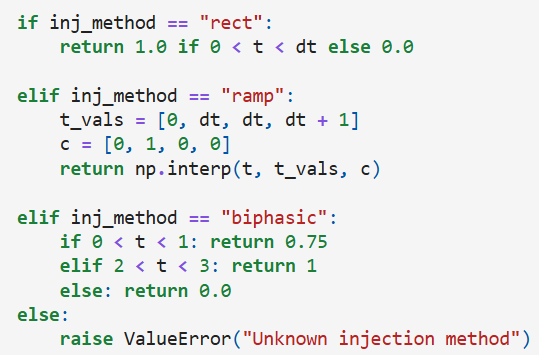 if inj_method == "rect":
    return 1.0 if 0 < t < dt else 0.0

elif inj_method == "ramp":
    t_vals = [0, dt, dt, dt + 1]
    c = [0, 1, 0, 0]
    return np.interp(t, t_vals, c)

elif inj_method == "biphasic":
    if 0 < t < 1: return 0.75
    elif 2 < t < 3: return 1
    else: return 0.0
else:
    raise ValueError("Unknown injection method")